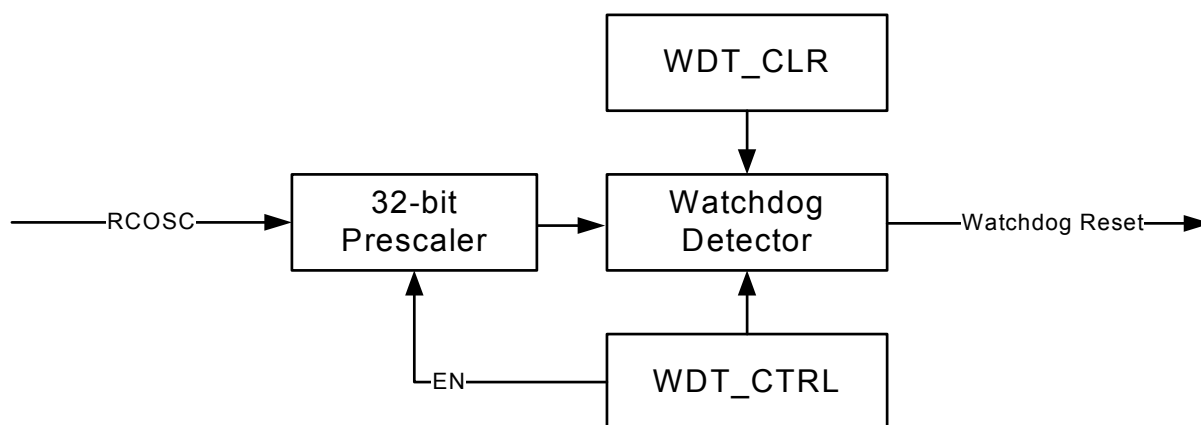 WDT_CLR
RCOSC
32-bit
Prescaler
Watchdog
Detector
Watchdog Reset
EN
WDT_CTRL